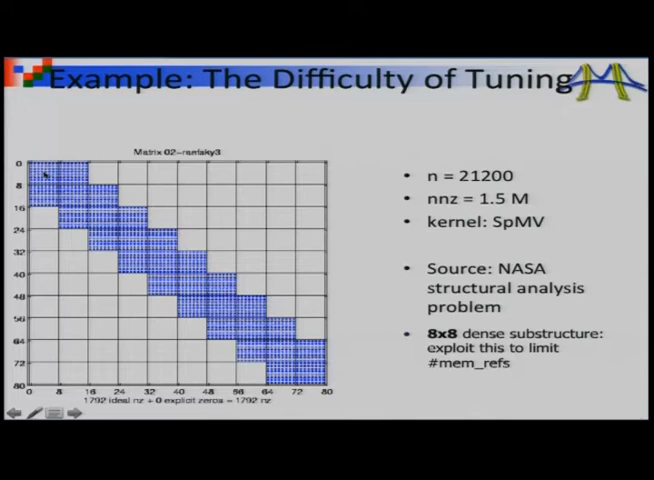 Example: The Difficulty of Tuning
Matrix 02-raefsky3
0
8
16
24
32
40
48
56
64
72
80
0 8 16 24 32 40 48 56 64 72 80
1792 ideal nz + 0 explicit zeros = 1792 nz
• n = 21200
• nnz = 1.5 M
• kernel: SpMV
• Source: NASA
structural analysis
problem
• 8x8 dense substructure:
exploit this to limit
#mem_refs